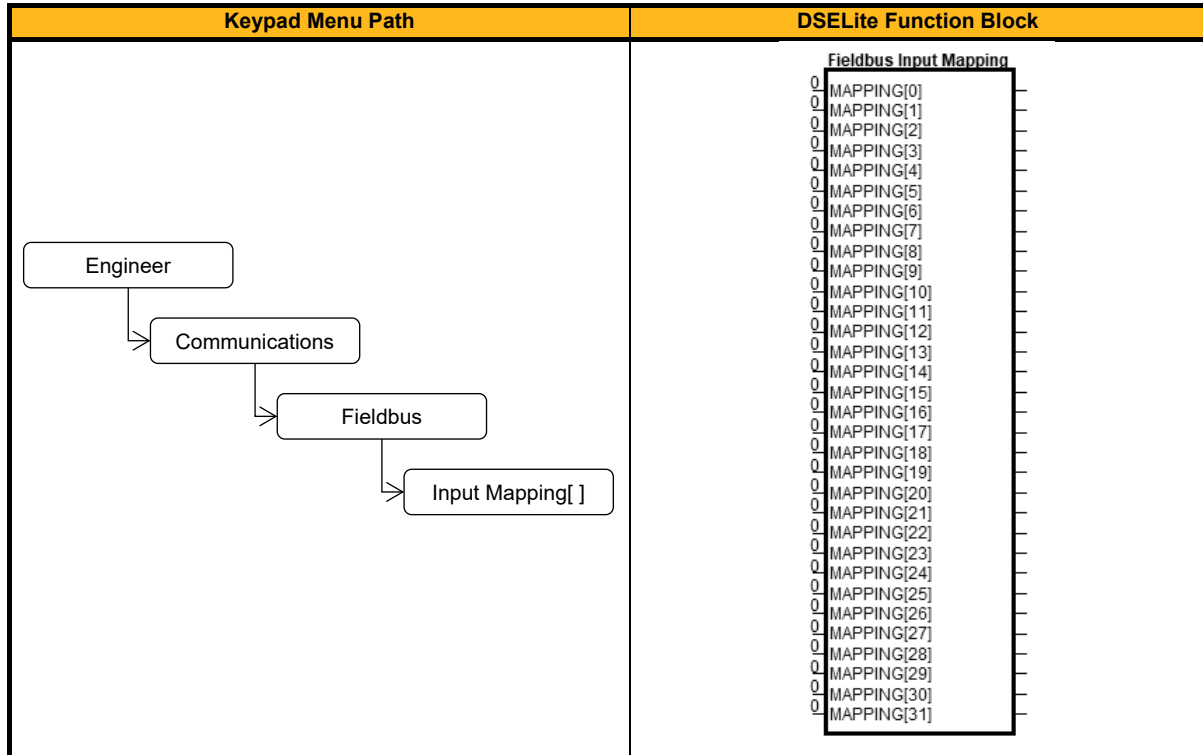 Keypad Menu Path
DSELite Function Block
Engineer
Communications
Fieldbus
Input Mapping[ ]
Fieldbus Input Mapping
0 MAPPING[0]
0 MAPPING[1]
0 MAPPING[2]
0 MAPPING[3]
0 MAPPING[4]
0 MAPPING[5]
0 MAPPING[6]
0 MAPPING[7]
0 MAPPING[8]
0 MAPPING[9]
0 MAPPING[10]
0 MAPPING[11]
0 MAPPING[12]
0 MAPPING[13]
0 MAPPING[14]
0 MAPPING[15]
0 MAPPING[16]
0 MAPPING[17]
0 MAPPING[18]
0 MAPPING[19]
0 MAPPING[20]
0 MAPPING[21]
0 MAPPING[22]
0 MAPPING[23]
0 MAPPING[24]
0 MAPPING[25]
0 MAPPING[26]
0 MAPPING[27]
0 MAPPING[28]
0 MAPPING[29]
0 MAPPING[30]
0 MAPPING[31]